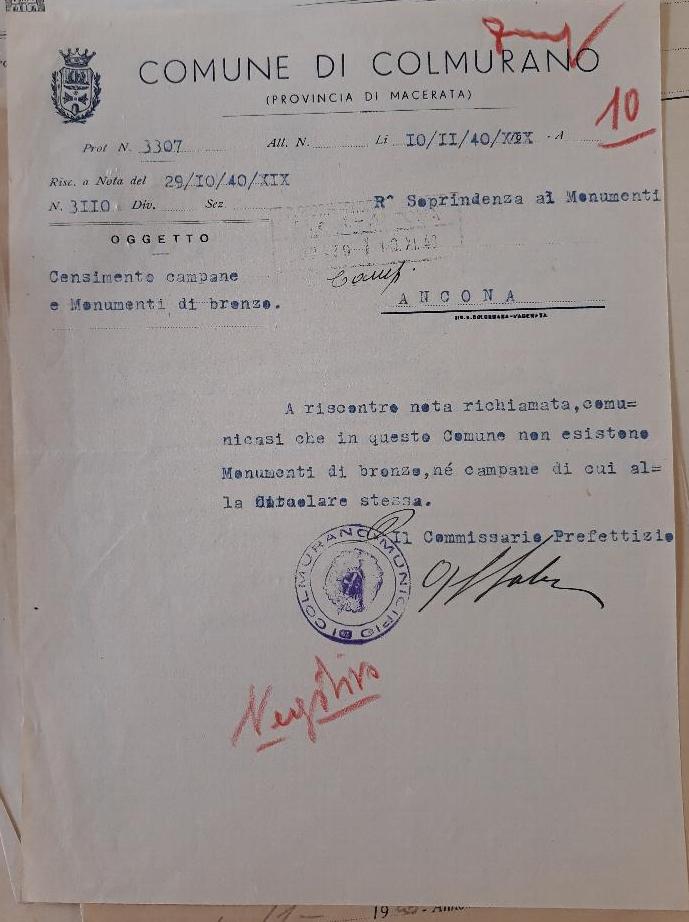 COMUNE DI COLMURANO
(PROVINCIA DI MACERATA)
10
Prot N. 3307 All. N. Li 10/11/40/XIX - A
Risc. a Nota del 29/10/40/XIX
N. 3110 Div. Sez
R^ Soprindenza ai Monumenti
OGGETTO
Censimento campane
e Monumenti di bronzo.
Camp.
ANCONA
A riscontro nota richiamata, comu=
nicasi che in questo Comune non esistono
Monumenti di bronzo, né campane di cui al=
la stessa.
Il Commissario Prefettizio
MUNICIPIO DI COLMURANO
Negativo
19